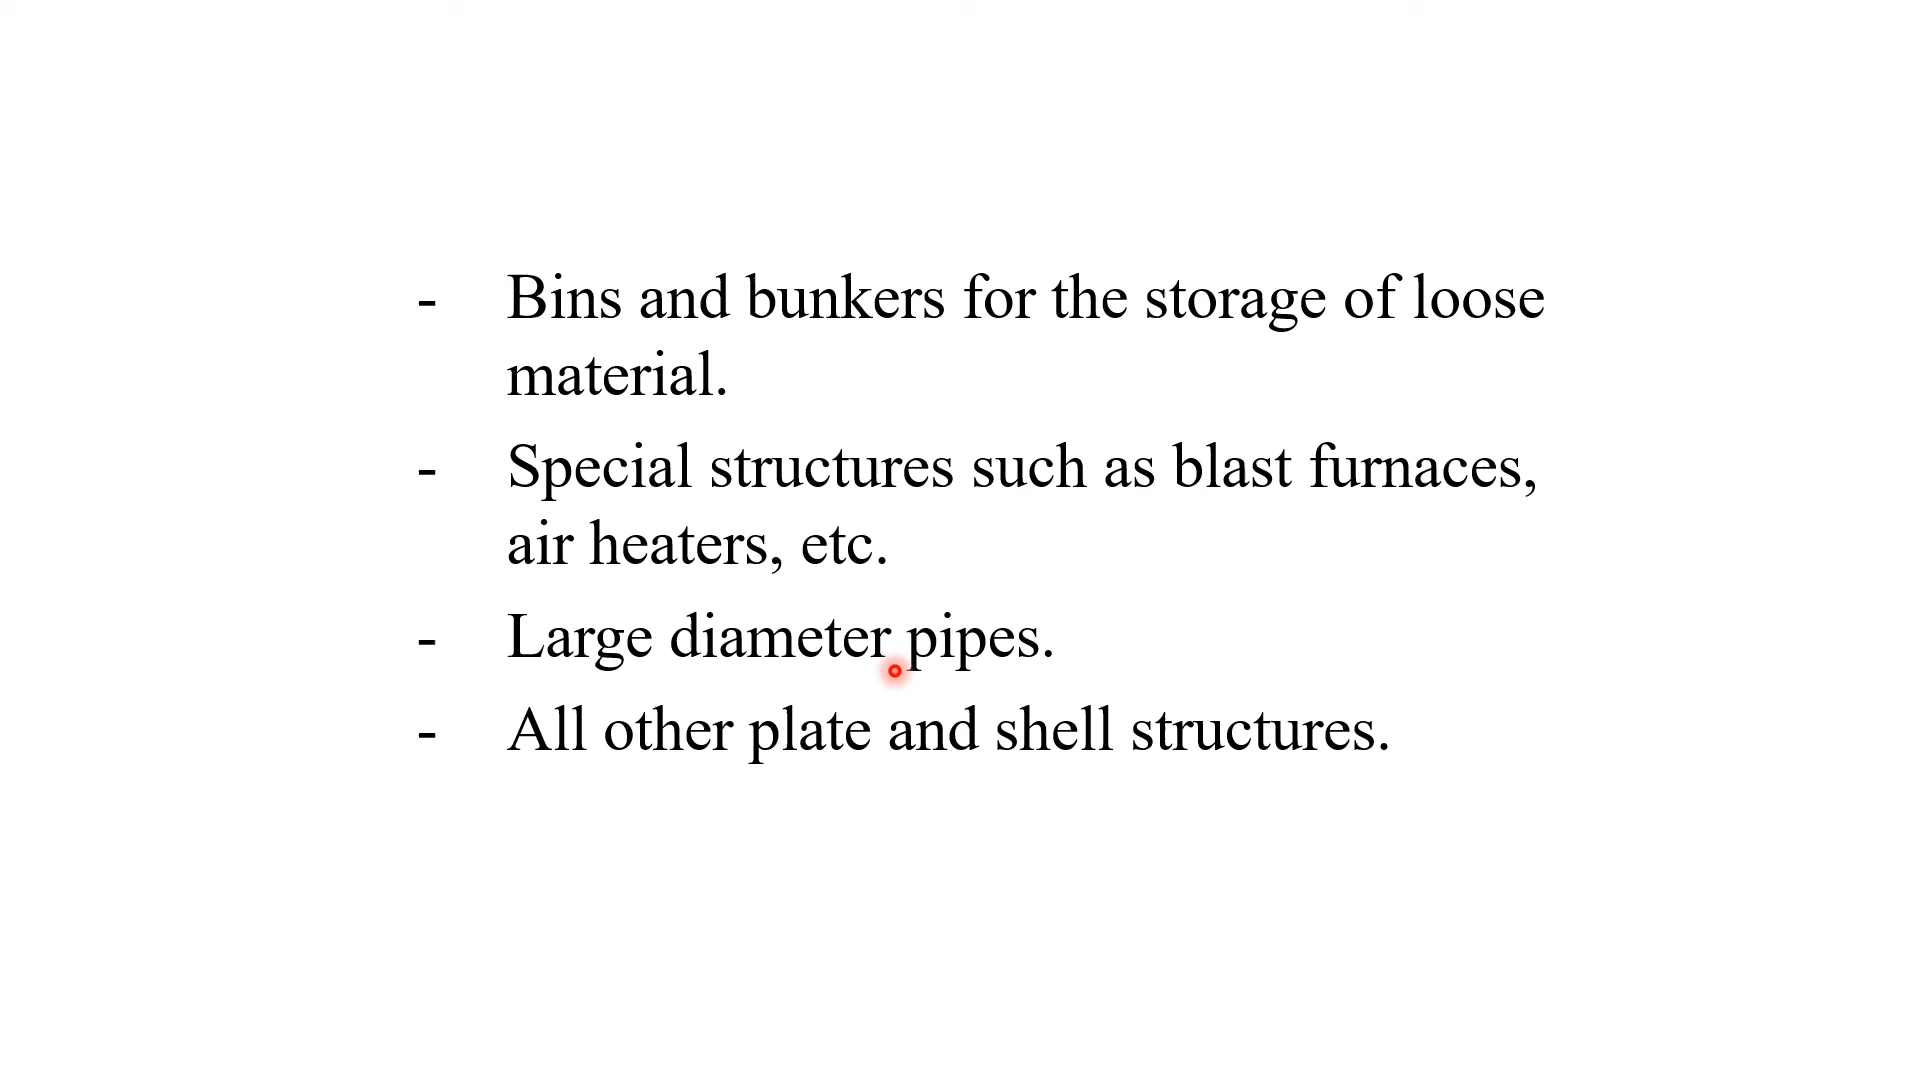 - Bins and bunkers for the storage of loose
material.
- Special structures such as blast furnaces,
air heaters, etc.
- Large diameter pipes.
- All other plate and shell structures.